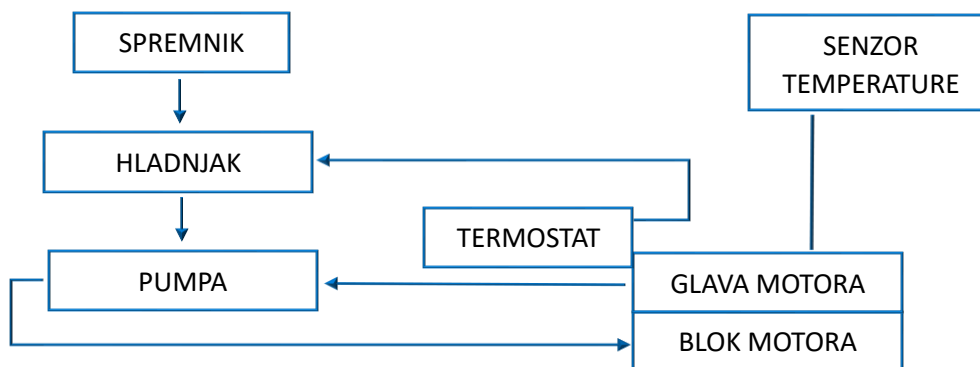 SPREMNIK
SENZOR
TEMPERATURE
HLADNJAK
TERMOSTAT
PUMPA
GLAVA MOTORA
BLOK MOTORA